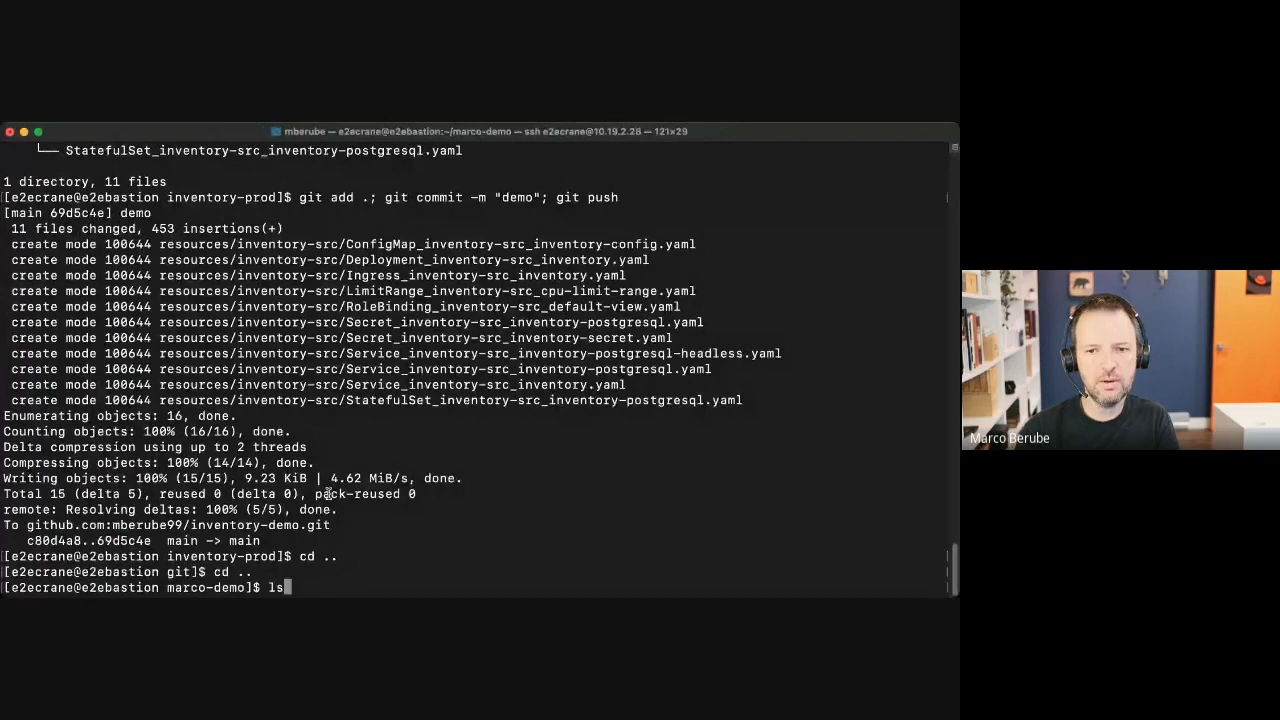 mberube — e2ecrane@e2ebastion:~/marco-demo — ssh e2ecrane@10.19.2.28 — 121×29
└── StatefulSet_inventory-src_inventory-postgresql.yaml
1 directory, 11 files
[e2ecrane@e2ebastion inventory-prod]$ git add .; git commit -m "demo"; git push
[main 69d5c4e] demo
11 files changed, 453 insertions(+)
create mode 100644 resources/inventory-src/ConfigMap_inventory-src_inventory-config.yaml
create mode 100644 resources/inventory-src/Deployment_inventory-src_inventory.yaml
create mode 100644 resources/inventory-src/Ingress_inventory-src_inventory.yaml
create mode 100644 resources/inventory-src/LimitRange_inventory-src_cpu-limit-range.yaml
create mode 100644 resources/inventory-src/RoleBinding_inventory-src_default-view.yaml
create mode 100644 resources/inventory-src/Secret_inventory-src_inventory-postgresql.yaml
create mode 100644 resources/inventory-src/Secret_inventory-src_inventory-secret.yaml
create mode 100644 resources/inventory-src/Service_inventory-src_inventory-postgresql-headless.yaml
create mode 100644 resources/inventory-src/Service_inventory-src_inventory-postgresql.yaml
create mode 100644 resources/inventory-src/Service_inventory-src_inventory.yaml
create mode 100644 resources/inventory-src/StatefulSet_inventory-src_inventory-postgresql.yaml
Enumerating objects: 16, done.
Counting objects: 100% (16/16), done.
Delta compression using up to 2 threads
Compressing objects: 100% (14/14), done.
Writing objects: 100% (15/15), 9.23 KiB | 4.62 MiB/s, done.
Total 15 (delta 5), reused 0 (delta 0), pack-reused 0
remote: Resolving deltas: 100% (5/5), done.
To github.com:mberube99/inventory-demo.git
c80d4a8..69d5c4e main -> main
[e2ecrane@e2ebastion inventory-prod]$ cd ..
[e2ecrane@e2ebastion git]$ cd ..
[e2ecrane@e2ebastion marco-demo]$ ls
Marco Berube